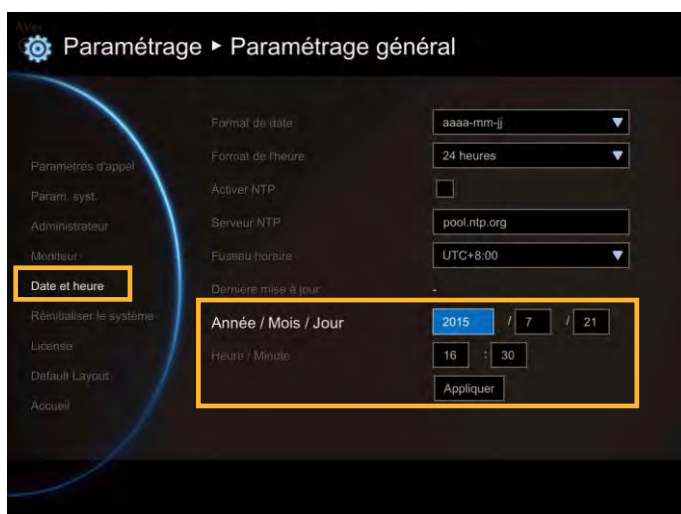 AVer
Paramétrage ► Paramétrage général
Format de date aaaa-mm-jj ▼
Format de l'heure 24 heures ▼
Paramètres d'appel
Activer NTP
Param. syst.
Serveur NTP pool.ntp.org
Administrateur
Fuseau horaire UTC+8:00 ▼
Moniteur
Date et heure
Dernière mise à jour -
Réinitialiser le système
Année / Mois / Jour 2015 / 7 / 21
License
Heure / Minute 16 : 30
Default Layout
Appliquer
Accueil